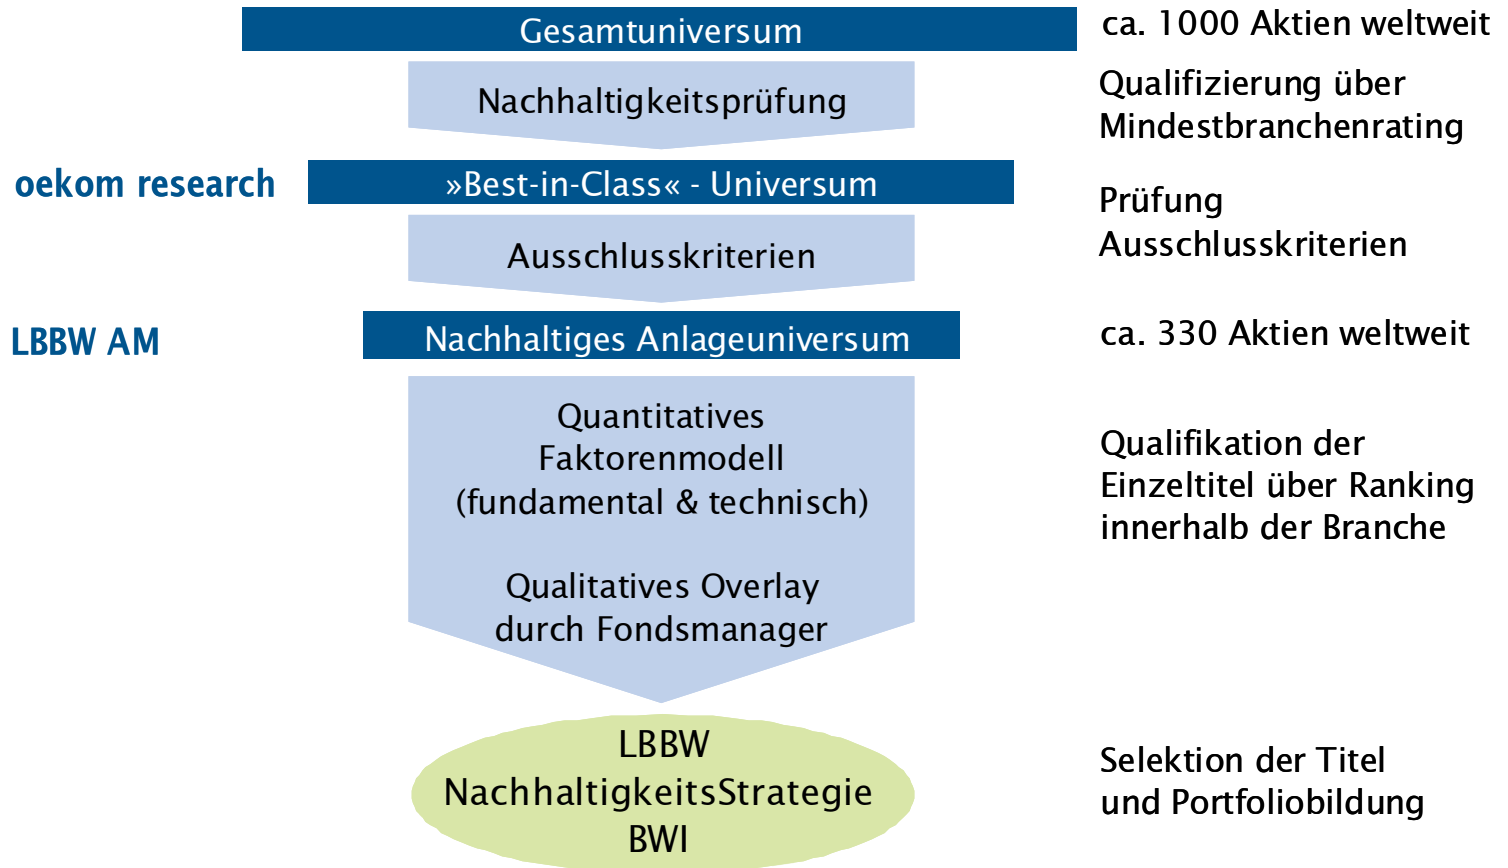 Gesamtuniversum
ca. 1000 Aktien weltweit
Nachhaltigkeitsprüfung
Qualifizierung über
Mindestbranchenrating
oekom research
»Best-in-Class« - Universum
Prüfung
Ausschlusskriterien
Ausschlusskriterien
LBBW AM
Nachhaltiges Anlageuniversum
ca. 330 Aktien weltweit
Quantitatives
Faktorenmodell
(fundamental & technisch)
Qualitatives Overlay
durch Fondsmanager
Qualifikation der
Einzeltitel über Ranking
innerhalb der Branche
LBBW
NachhaltigkeitsStrategie
BWI
Selektion der Titel
und Portfoliobildung